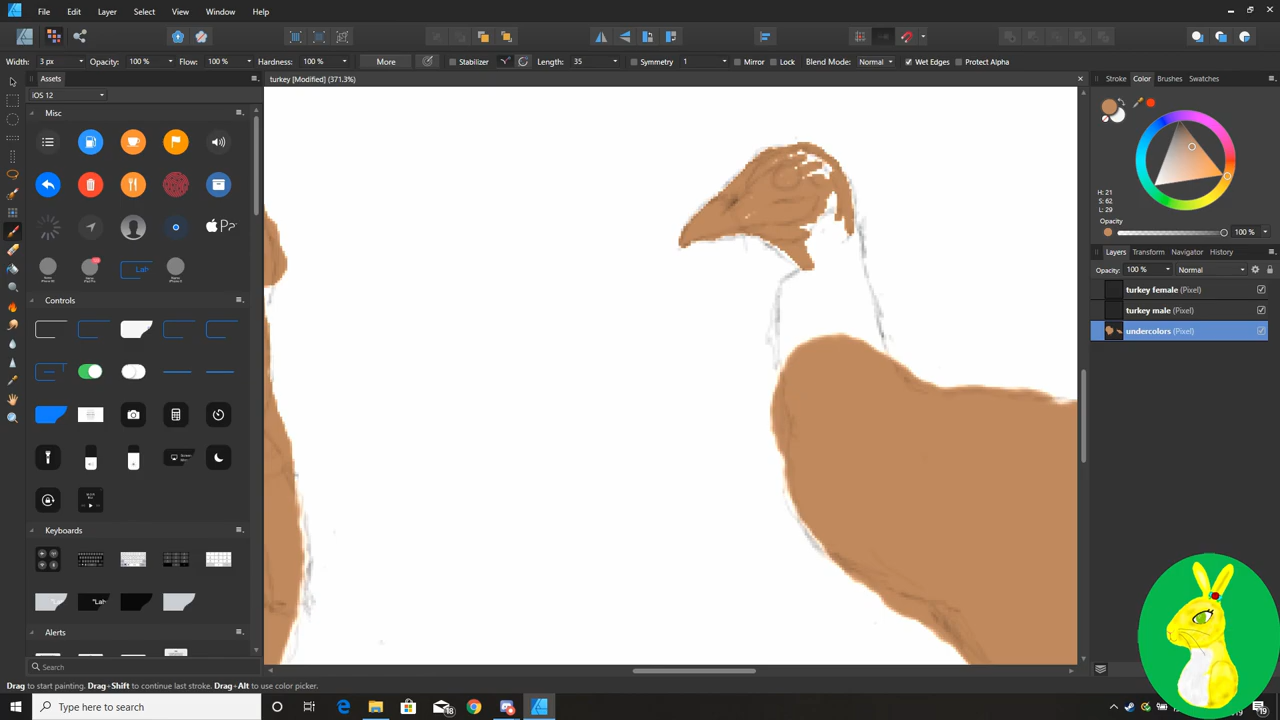 File Edit Layer Select View Window Help
Width: 3 px Opacity: 100 % Flow: 100 % Hardness: 100 % More Stabilizer Length: 35 Symmetry 1 Mirror Lock Blend Mode: Normal Wet Edges Protect Alpha
Assets
turkey [Modified] (371.3%)
Stroke Color Brushes Swatches
iOS 12
Misc
H: 21
S: 62
L: 29
Opacity
100 %
Layers Transform Navigator History
Opacity: 100 % Normal
turkey female (Pixel)
turkey male (Pixel)
undercolors (Pixel)
Controls
Keyboards
Alerts
Search
Drag to start painting. Drag+Shift to continue last stroke. Drag+Alt to use color picker.
Type here to search